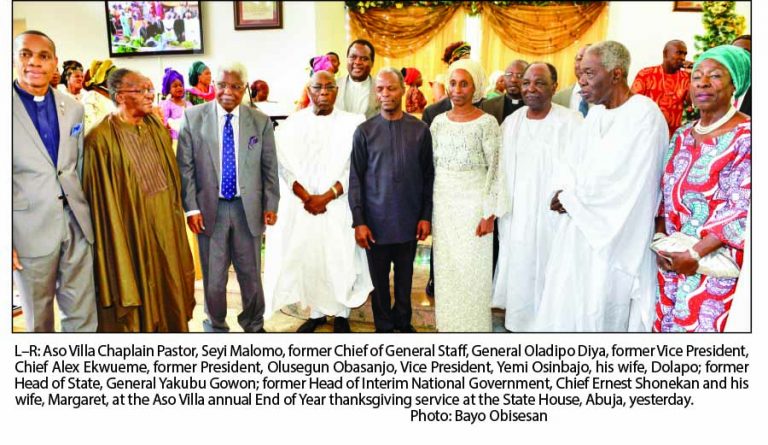 L–R: Aso Villa Chaplain Pastor, Seyi Malomo, former Chief of General Staff, General Oladipo Diya, former Vice President,
Chief Alex Ekwueme, former President, Olusegun Obasanjo, Vice President, Yemi Osinbajo, his wife, Dolapo; former
Head of State, General Yakubu Gowon; former Head of Interim National Government, Chief Ernest Shonekan and his
wife, Margaret, at the Aso Villa annual End of Year thanksgiving service at the State House, Abuja, yesterday.
Photo: Bayo Obisesan